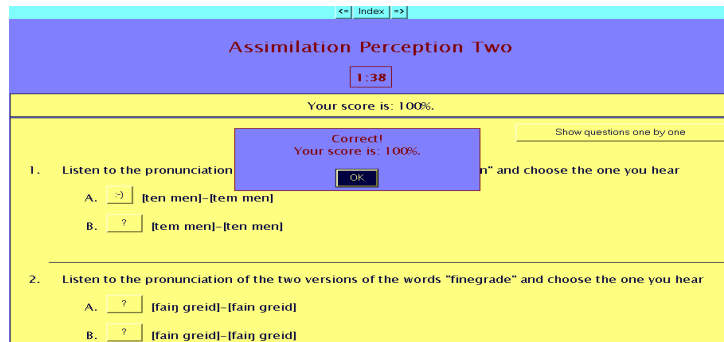 <= Index =>
Assimilation Perception Two
1:38
Your score is: 100%.
Show questions one by one
Correct!
Your score is: 100%.
OK
1. Listen to the pronunciation n" and choose the one you hear
A. :-) [ten men]–[tem men]
B. ? [tem men]–[ten men]
2. Listen to the pronunciation of the two versions of the words "finegrade" and choose the one you hear
A. ? [faiŋ greid]–[fain greid]
B. ? [fain greid]–[faiŋ greid]